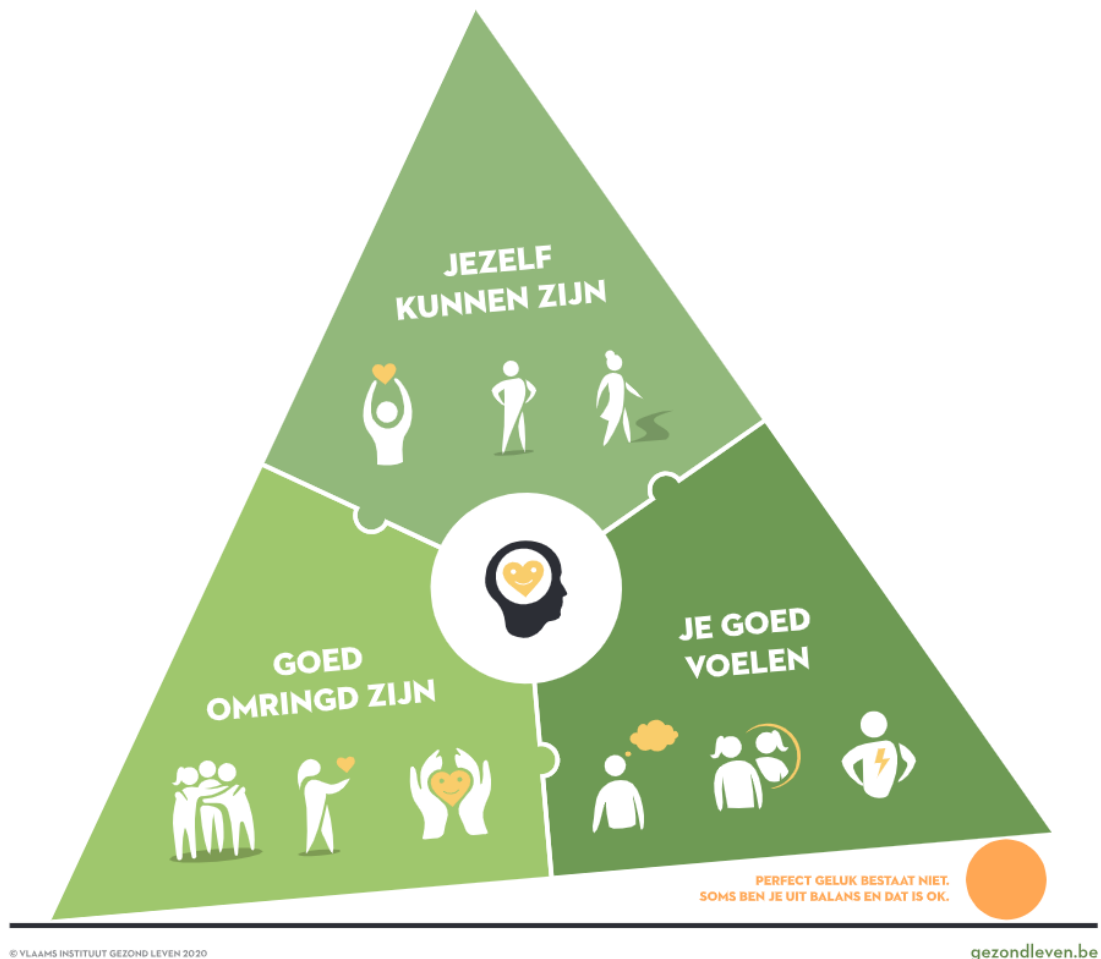 JEZELF
KUNNEN ZIJN
GOED
OMRINGD ZIJN
JE GOED
VOELEN
PERFECT GELUK BESTAAT NIET.
SOMS BEN JE UIT BALANS EN DAT IS OK.
© VLAAMS INSTITUUT GEZOND LEVEN 2020
gezondleven.be